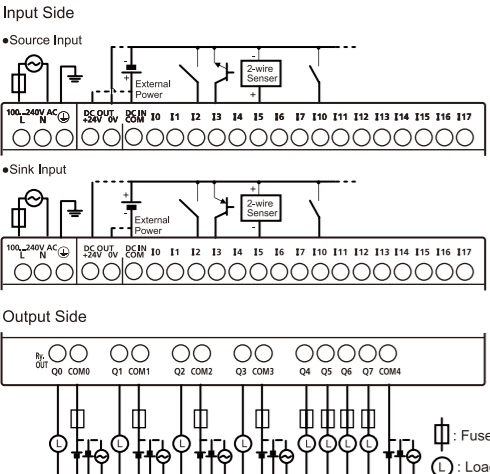 Input Side
•Source Input
- + External Power
2-wire Senser - +
100_240V AC L N DC OUT +24V 0V DC IN COM I0 I1 I2 I3 I4 I5 I6 I7 I10 I11 I12 I13 I14 I15 I16 I17
•Sink Input
+ - External Power
+ 2-wire Senser -
100_240V AC L N DC OUT +24V 0V DC IN COM I0 I1 I2 I3 I4 I5 I6 I7 I10 I11 I12 I13 I14 I15 I16 I17
Output Side
Ry. OUT Q0 COM0 Q1 COM1 Q2 COM2 Q3 COM3 Q4 Q5 Q6 Q7 COM4
L L L L L L L L
: Fuse
L : Load